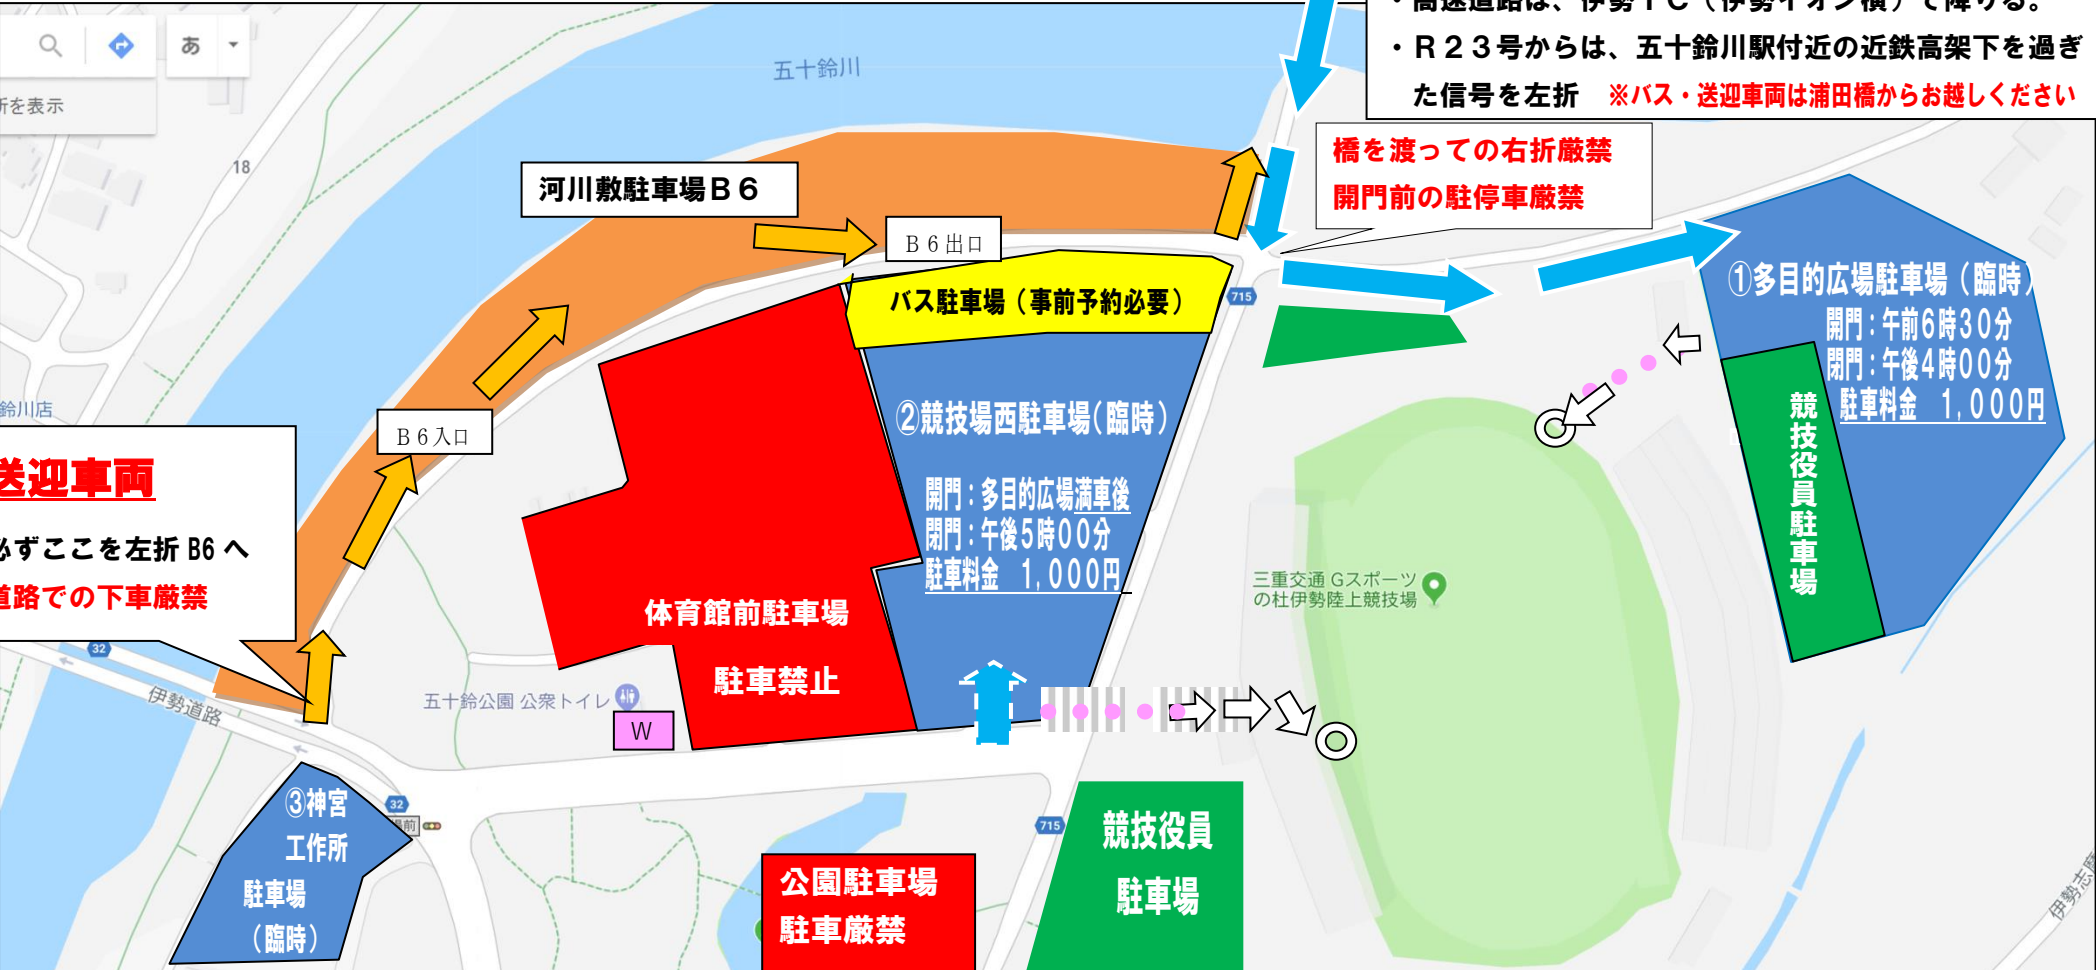 ・高速道路は、伊勢ＩＣ（伊勢イオン横）で降りる。
・Ｒ２３号からは、五十鈴川駅付近の近鉄高架下を過ぎ
た信号を左折　※バス・送迎車両は浦田橋からお越しください
あ
所を表示
18
五十鈴川
橋を渡っての右折厳禁
開門前の駐停車厳禁
河川敷駐車場Ｂ６
Ｂ６出口
バス駐車場（事前予約必要）
715
①多目的広場駐車場（臨時）
開門：午前６時３０分
閉門：午後４時００分
駐車料金　１，０００円
競技役員駐車場
鈴川店
Ｂ６入口
②競技場西駐車場（臨時）
開門：多目的広場満車後
閉門：午後５時００分
駐車料金　１，０００円
送迎車両
必ずここを左折 B6 へ
道路での下車厳禁
三重交通 Gスポーツ
の杜伊勢陸上競技場
体育館前駐車場
駐車禁止
32
伊勢道路
五十鈴公園 公衆トイレ
W
③神宮
工作所
駐車場
（臨時）
32
前
715
公園駐車場
駐車厳禁
競技役員
駐車場
伊勢志摩